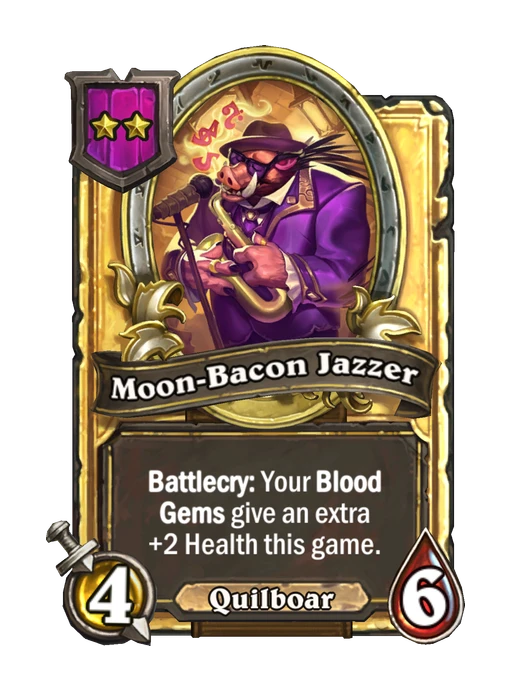 Moon-Bacon Jazzer
Battlecry: Your Blood
Gems give an extra
+2 Health this game.
4
Quilboar
6